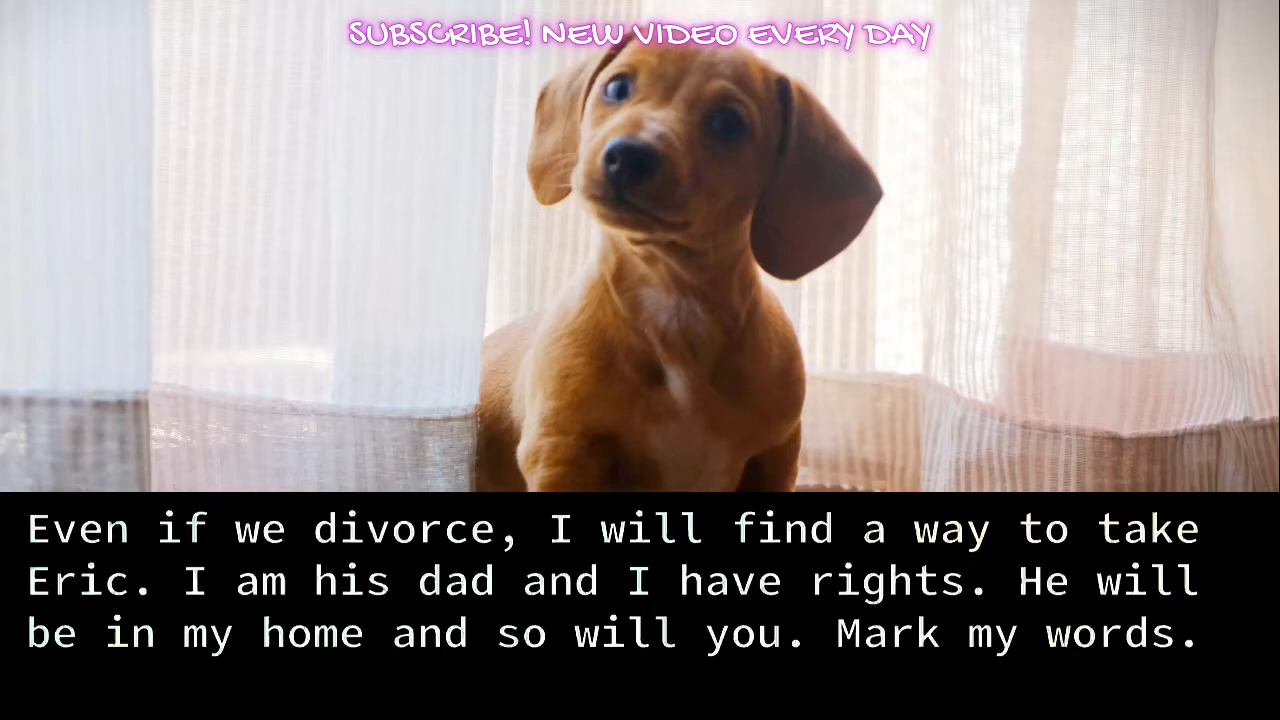 SUBSCRIBE! NEW VIDEO EVERY DAY
Even if we divorce, I will find a way to take
Eric. I am his dad and I have rights. He will
be in my home and so will you. Mark my words.